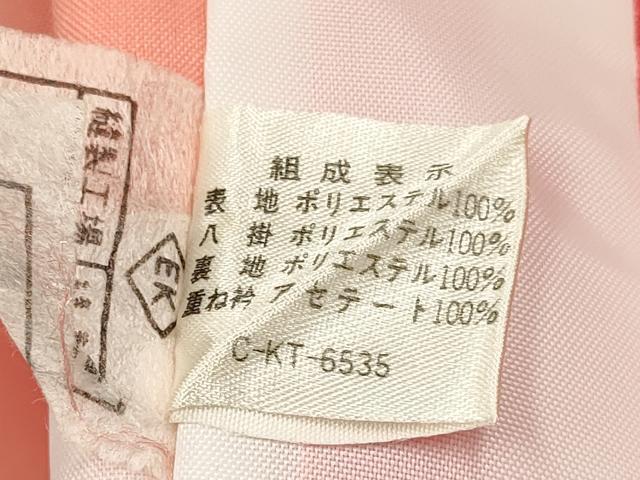 組成表示
表地 ポリエステル100%
八掛 ポリエステル100%
裏地 ポリエステル100%
重ね衿 アセテート100%
C-KT-6535
縫製工場
EK